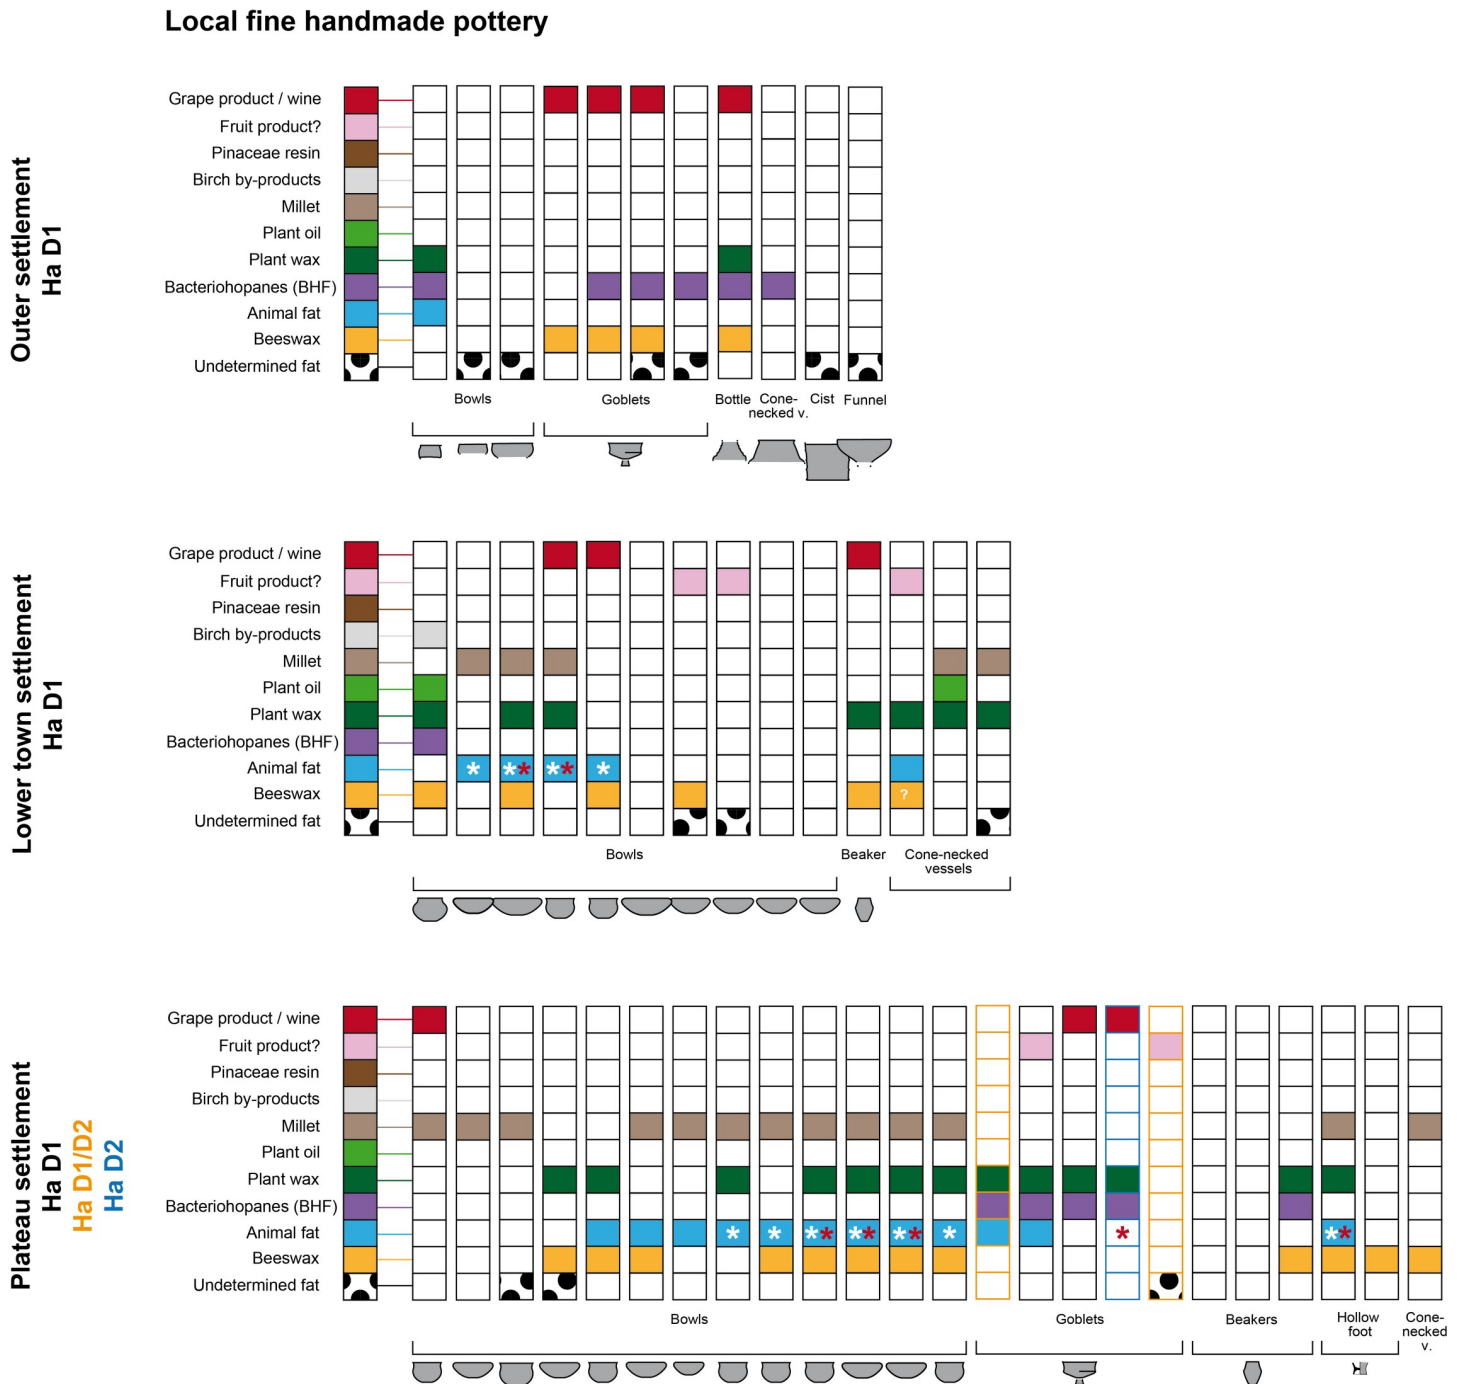 Local fine handmade pottery
Outer settlement
Ha D1
Grape product / wine
Fruit product?
Pinaceae resin
Birch by-products
Millet
Plant oil
Plant wax
Bacteriohopanes (BHF)
Animal fat
Beeswax
Undetermined fat
Bowls
Goblets
Bottle
Cone-
necked v.
Cist
Funnel
Lower town settlement
Ha D1
Grape product / wine
Fruit product?
Pinaceae resin
Birch by-products
Millet
Plant oil
Plant wax
Bacteriohopanes (BHF)
Animal fat
* ** ** *
Beeswax
?
Undetermined fat
Bowls
Beaker
Cone-necked
vessels
Plateau settlement
Ha D1
Ha D1/D2
Ha D2
Grape product / wine
Fruit product?
Pinaceae resin
Birch by-products
Millet
Plant oil
Plant wax
Bacteriohopanes (BHF)
Animal fat
* * ** ** ** * * **
Beeswax
Undetermined fat
Bowls
Goblets
Beakers
Hollow
foot
Cone-
necked
v.